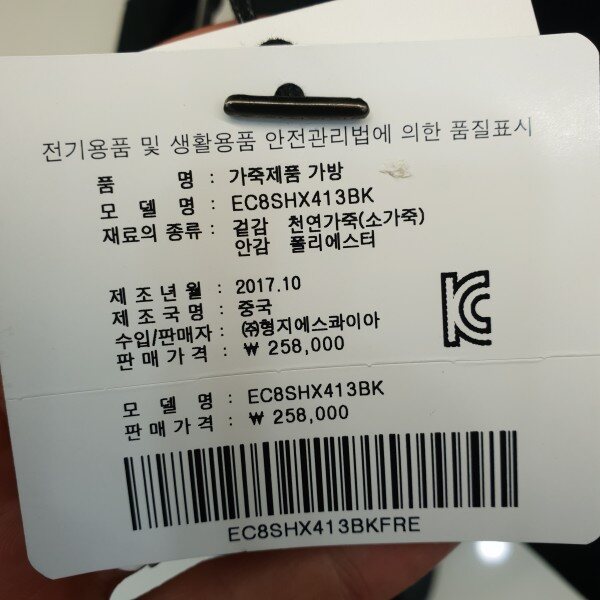 전기용품 및 생활용품 안전관리법에 의한 품질표시
품 명 : 가죽제품 가방
모 델 명 : EC8SHX413BK
재료의 종류 : 겉감 천연가죽(소가죽)
안감 폴리에스터
제 조 년 월 : 2017.10
제 조 국 명 : 중국
수입/판매자 : ㈜형지에스콰이아
판 매 가 격 : ₩ 258,000
모 델 명 : EC8SHX413BK
판 매 가 격 : ₩ 258,000
EC8SHX413BKFRE